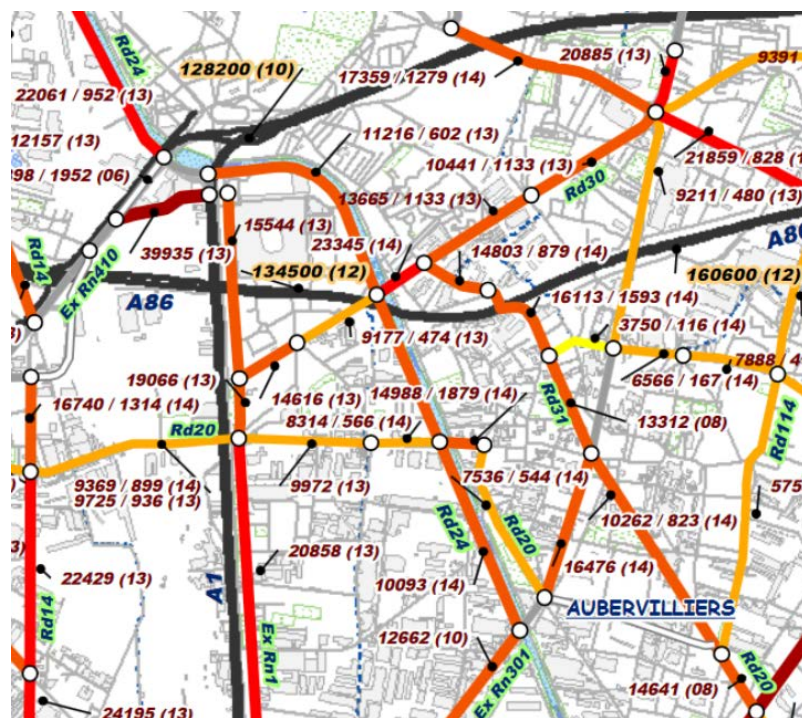 Rd24
128200 (10)
20885 (13)
9391
17359 / 1279 (14)
22061 / 952 (13)
11216 / 602 (13)
12157 (13)
10441 / 1133 (13)
21859 / 828 (1
98 / 1952 (06)
Rd30
9211 / 480 (13)
13665 / 1133 (13)
15544 (13)
23345 (14)
14803 / 879 (14)
39935 (13)
A86
Rd14
Ex Rn410
134500 (12)
160600 (12)
A86
16113 / 1593 (14)
3750 / 116 (14)
9177 / 474 (13)
7888 / 4
6566 / 167 (14)
19066 (13)
14616 (13)
14988 / 1879 (14)
Rd31
16740 / 1314 (14)
8314 / 566 (14)
13312 (08)
Rd114
Rd20
9369 / 899 (14)
9725 / 936 (13)
9972 (13)
7536 / 544 (14)
575
10262 / 823 (14)
Rd24
Rd20
20858 (13)
16476 (14)
22429 (13)
A1
10093 (14)
AUBERVILLIERS
Rd14
Ex Rn1
12662 (10)
Rd20
Ex Rn301
14641 (08)
24195 (13)